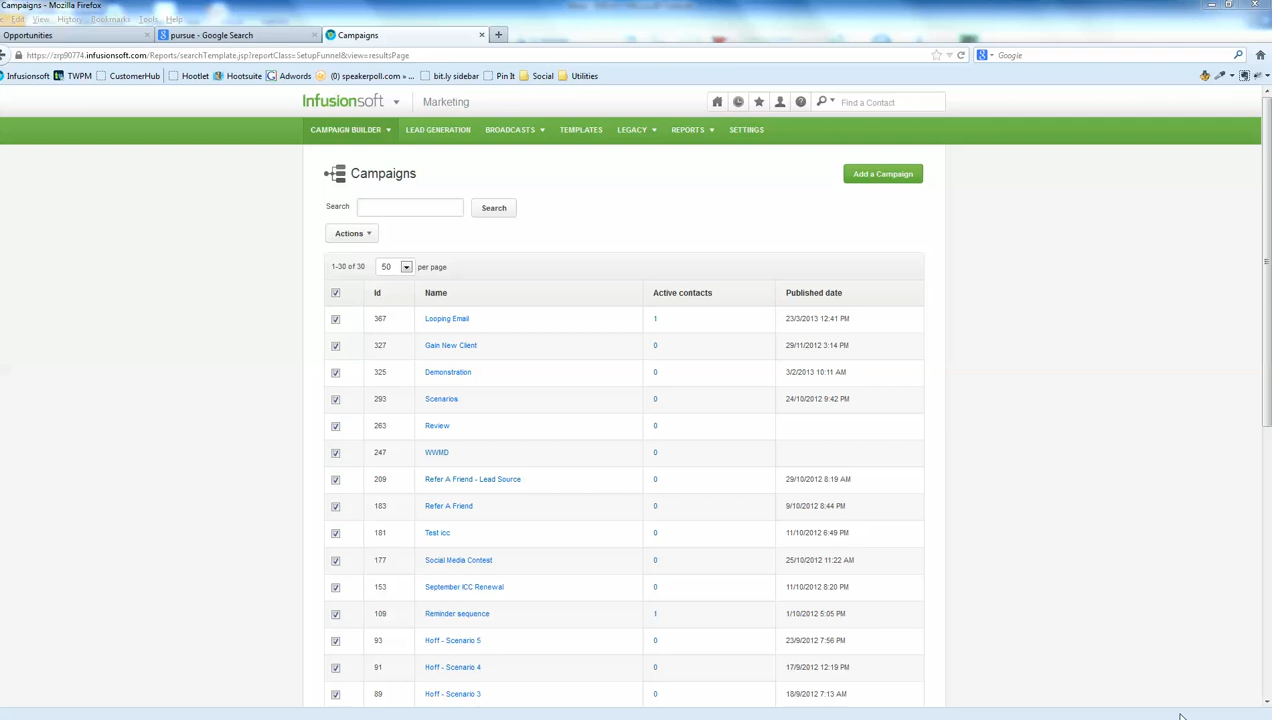 Campaigns - Mozilla Firefox
Edit View History Bookmarks Tools Help
Opportunities × pursue - Google Search × Campaigns × +
https://zrp90774.infusionsoft.com/Reports/searchTemplate.jsp?reportClass=SetupFunnel&view=resultsPage Google
Infusionsoft TWPM CustomerHub Hootlet Hootsuite Adwords (0) speakerpoll.com »... bit.ly sidebar Pin It Social Utilities
Infusionsoft Marketing Find a Contact
CAMPAIGN BUILDER LEAD GENERATION BROADCASTS TEMPLATES LEGACY REPORTS SETTINGS
Campaigns Add a Campaign
Search Search
Actions
1-30 of 30 50 per page
Id Name Active contacts Published date
367 Looping Email 1 23/3/2013 12:41 PM
327 Gain New Client 0 29/11/2012 3:14 PM
325 Demonstration 0 3/2/2013 10:11 AM
293 Scenarios 0 24/10/2012 9:42 PM
263 Review 0
247 WWMD 0
209 Refer A Friend - Lead Source 0 29/10/2012 8:19 AM
183 Refer A Friend 0 9/10/2012 8:44 PM
181 Test icc 0 11/10/2012 6:49 PM
177 Social Media Contest 0 25/10/2012 11:22 AM
153 September ICC Renewal 0 11/10/2012 8:20 PM
109 Reminder sequence 1 1/10/2012 5:05 PM
93 Hoff - Scenario 5 0 23/9/2012 7:56 PM
91 Hoff - Scenario 4 0 17/9/2012 12:19 PM
89 Hoff - Scenario 3 0 18/9/2012 7:13 AM